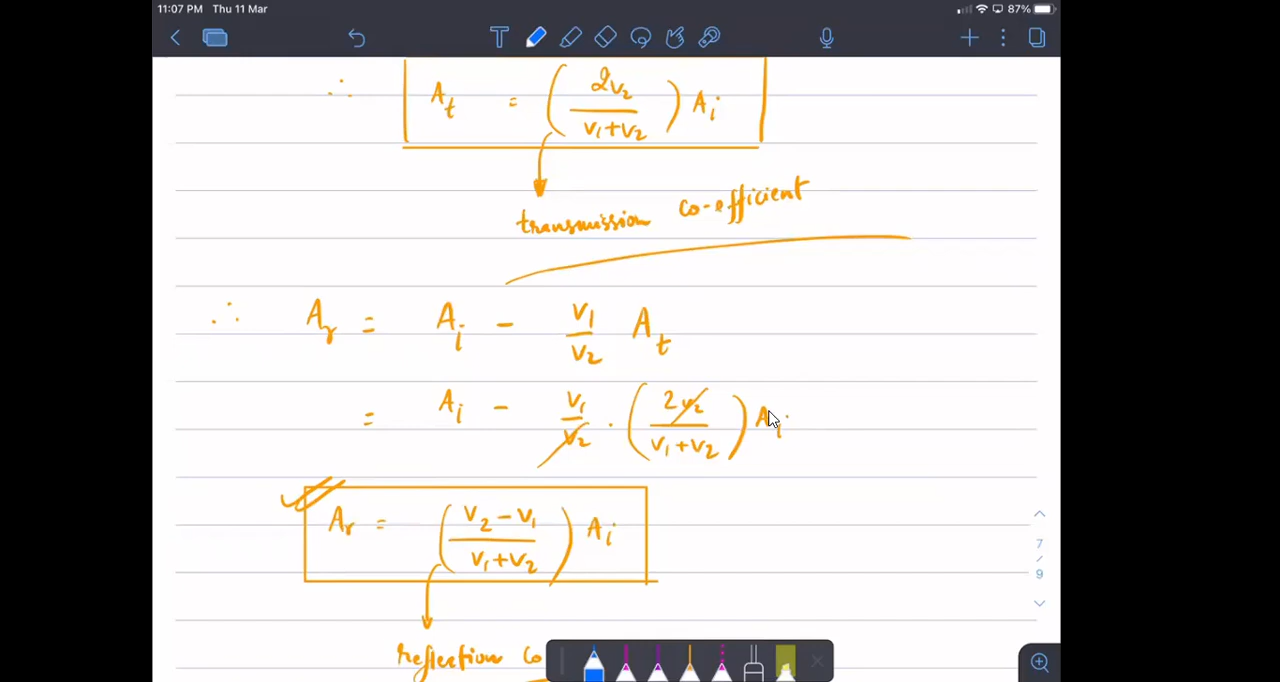 11:07 PM Thu 11 Mar 87%
∴ A_t = (2v₂ / (v₁+v₂)) A_i
transmission co-efficient
∴ A_r = A_i - (v₁/v₂) A_t
= A_i - (v₁/v₂) · (2v₂ / (v₁+v₂)) A_i
A_r = ((v₂-v₁) / (v₁+v₂)) A_i
reflection co
7
/
9